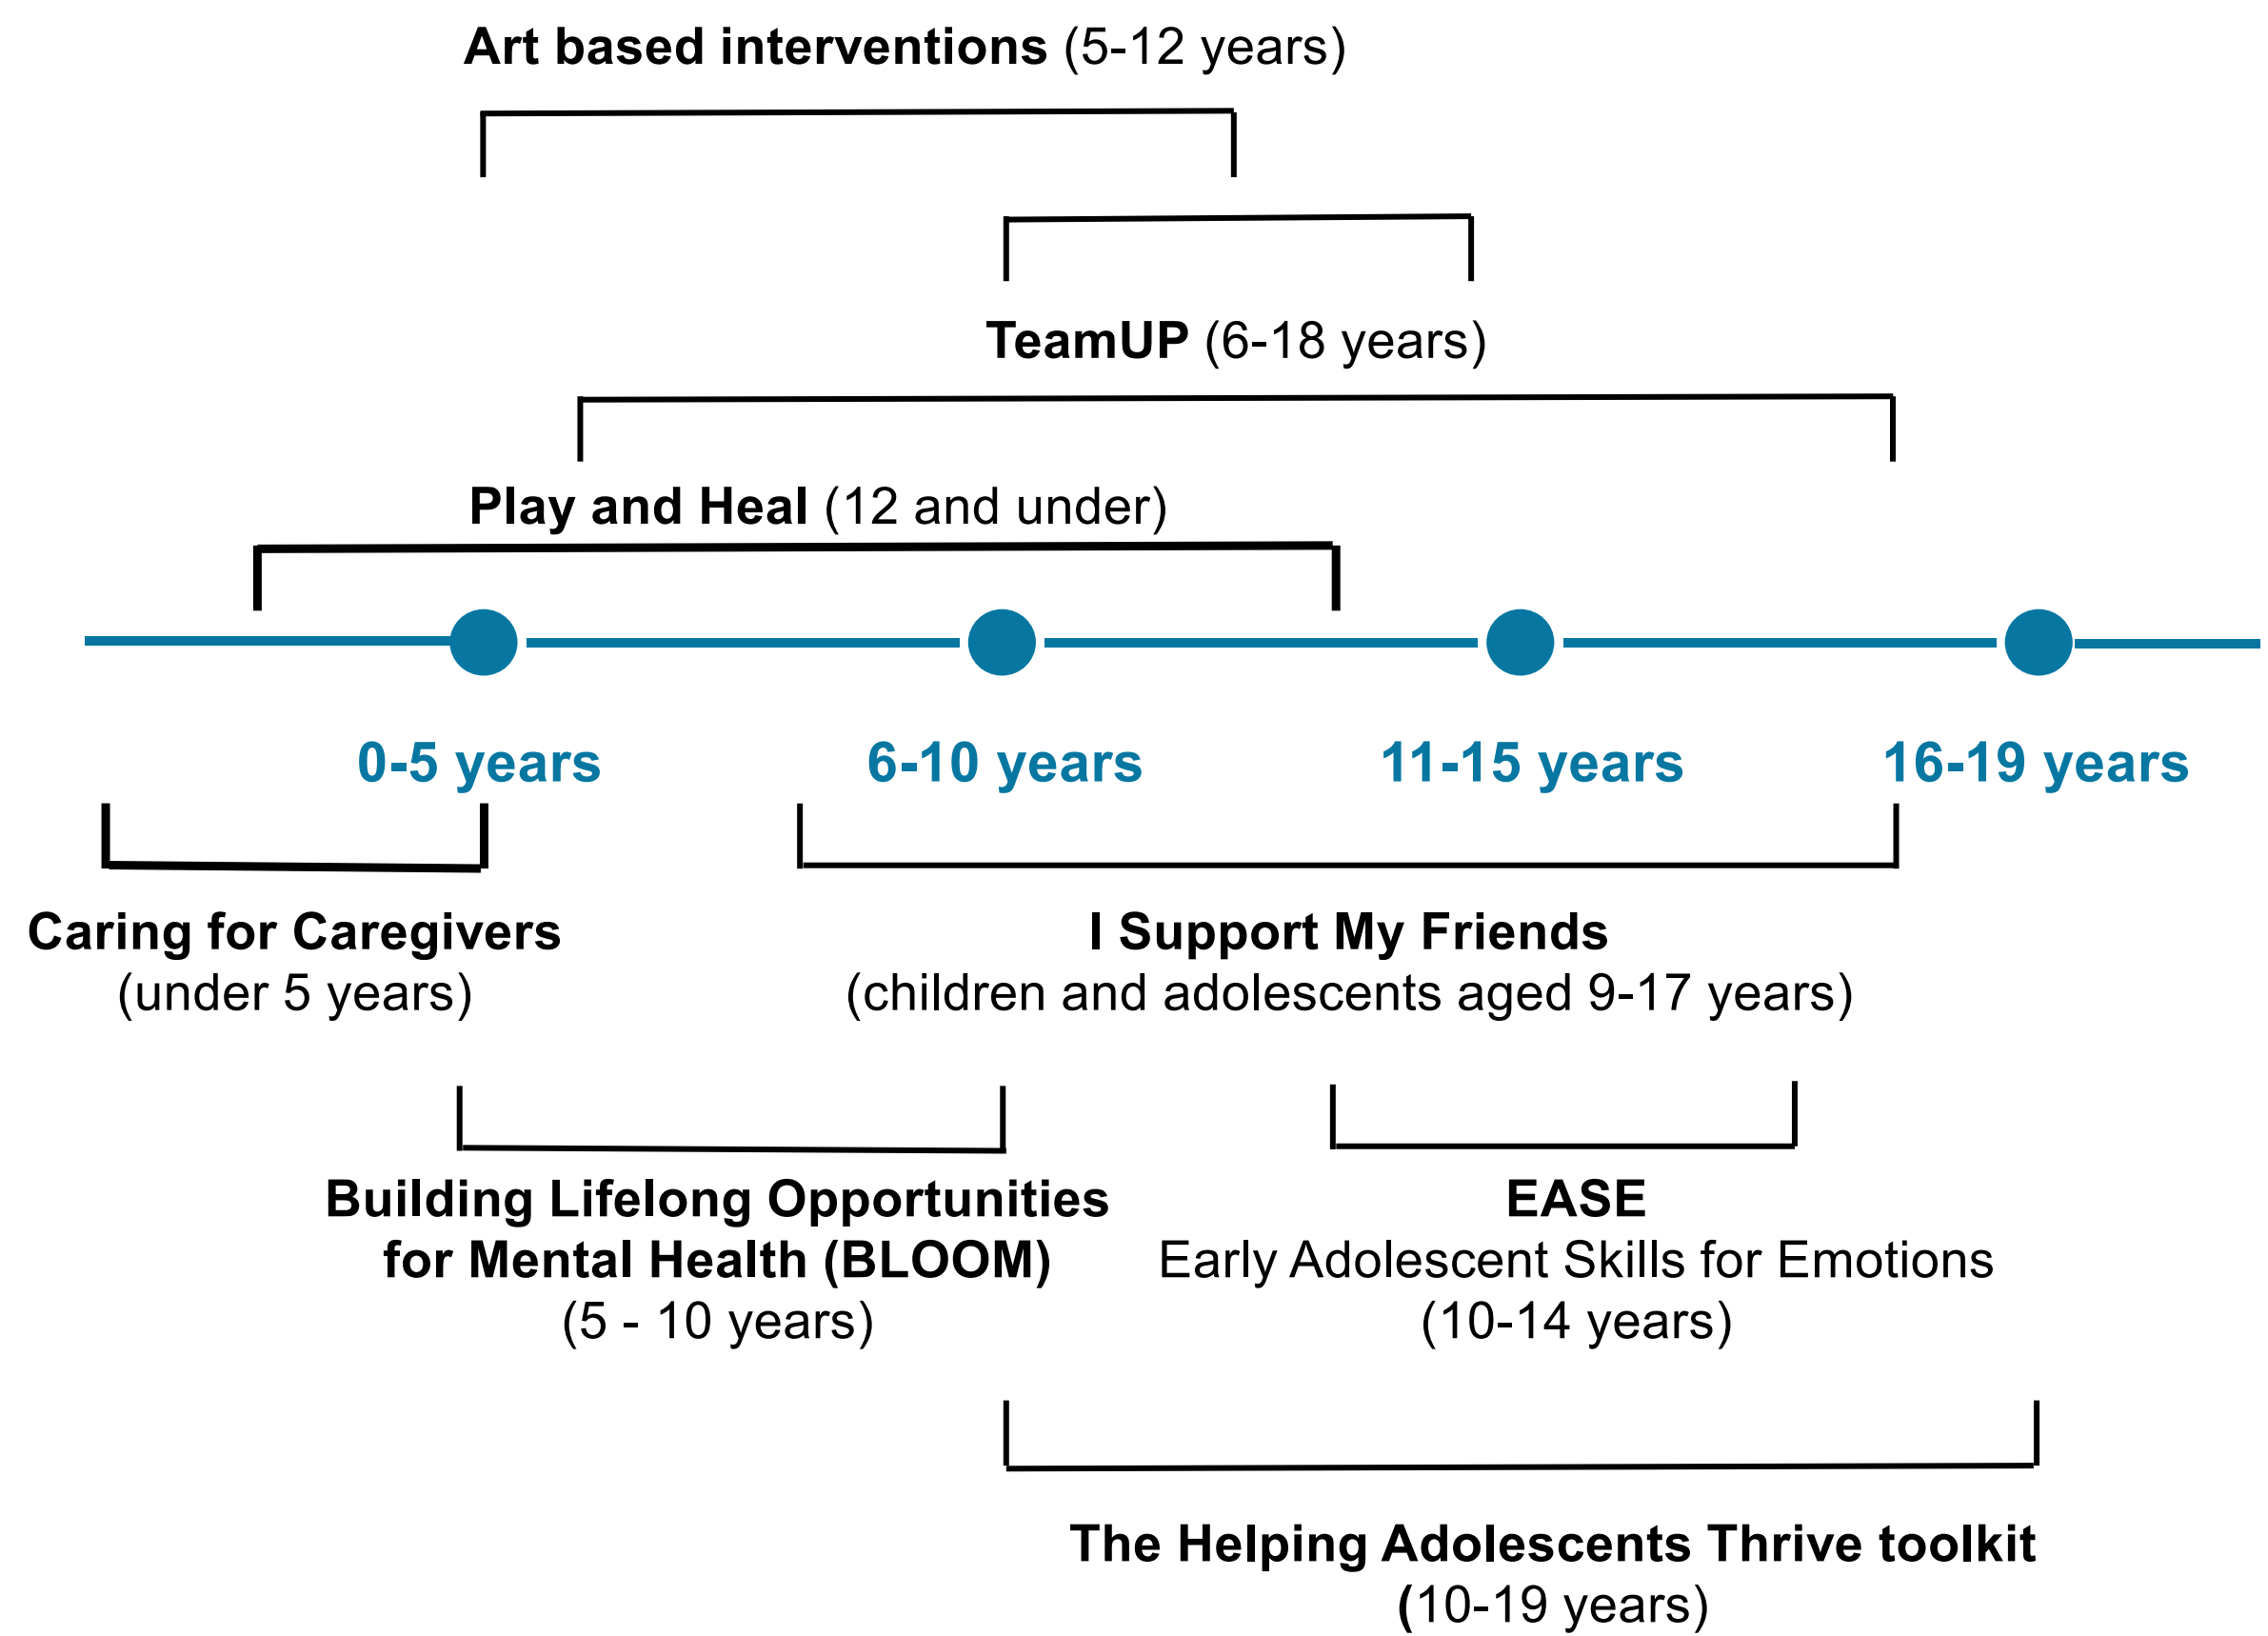 Art based interventions (5-12 years)
TeamUP (6-18 years)
Play and Heal (12 and under)
0-5 years
6-10 years
11-15 years
16-19 years
Caring for Caregivers
(under 5 years)
I Support My Friends
(children and adolescents aged 9-17 years)
Building Lifelong Opportunities
for Mental Health (BLOOM)
(5 - 10 years)
EASE
Early Adolescent Skills for Emotions
(10-14 years)
The Helping Adolescents Thrive toolkit
(10-19 years)